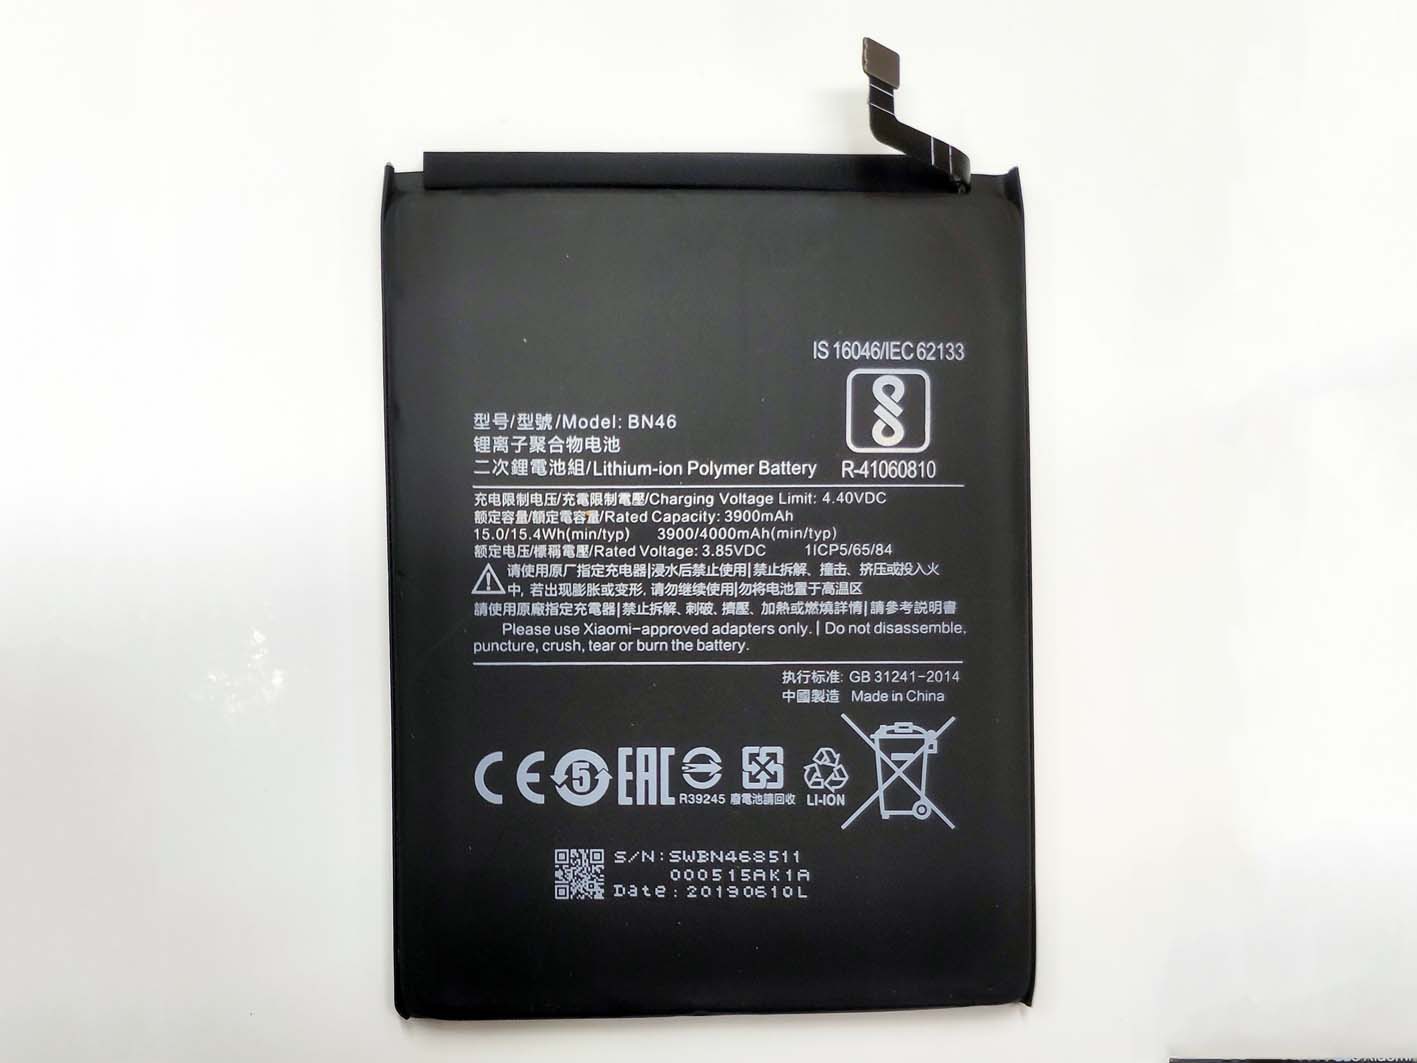 IS 16046/IEC 62133
R-41060810
型号/型號/Model: BN46
锂离子聚合物电池
二次鋰電池組/Lithium-ion Polymer Battery
充电限制电压/充電限制電壓/Charging Voltage Limit: 4.40VDC
额定容量/額定電容量/Rated Capacity: 3900mAh
15.0/15.4Wh(min/typ) 3900/4000mAh(min/typ)
额定电压/標稱電壓/Rated Voltage: 3.85VDC 1ICP5/65/84
请使用原厂指定充电器|浸水后禁止使用|禁止拆解、撞击、挤压或投入火
中, 若出现膨胀或变形, 请勿继续使用|勿将电池置于高温区
請使用原廠指定充電器|禁止拆解、刺破、擠壓、加熱或燃燒詳情|請參考説明書
Please use Xiaomi-approved adapters only. | Do not disassemble,
puncture, crush, tear or burn the battery.
执行标准: GB 31241-2014
中國製造 Made in China
CE 5 EAC R39245 廢電池請回收 LI-ION
S/N:SWBN468511
000515AK1A
Date:20190610L